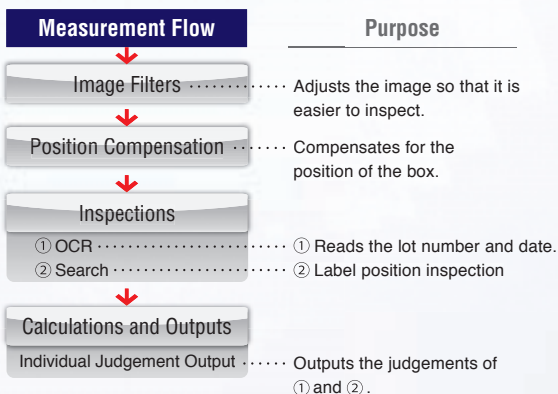 Measurement Flow
Purpose
Image Filters
Adjusts the image so that it is
easier to inspect.
Position Compensation
Compensates for the
position of the box.
Inspections
① OCR
① Reads the lot number and date.
② Search
② Label position inspection
Calculations and Outputs
Individual Judgement Output
Outputs the judgements of
① and ②.